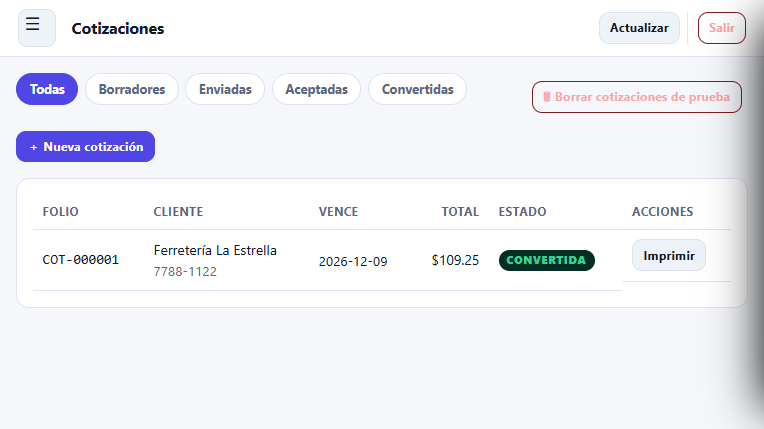 ☰ Cotizaciones Actualizar Salir
Todas Borradores Enviadas Aceptadas Convertidas Borrar cotizaciones de prueba
+ Nueva cotización
FOLIO CLIENTE VENCE TOTAL ESTADO ACCIONES
COT-000001 Ferretería La Estrella 2026-12-09 $109.25 CONVERTIDA Imprimir
7788-1122